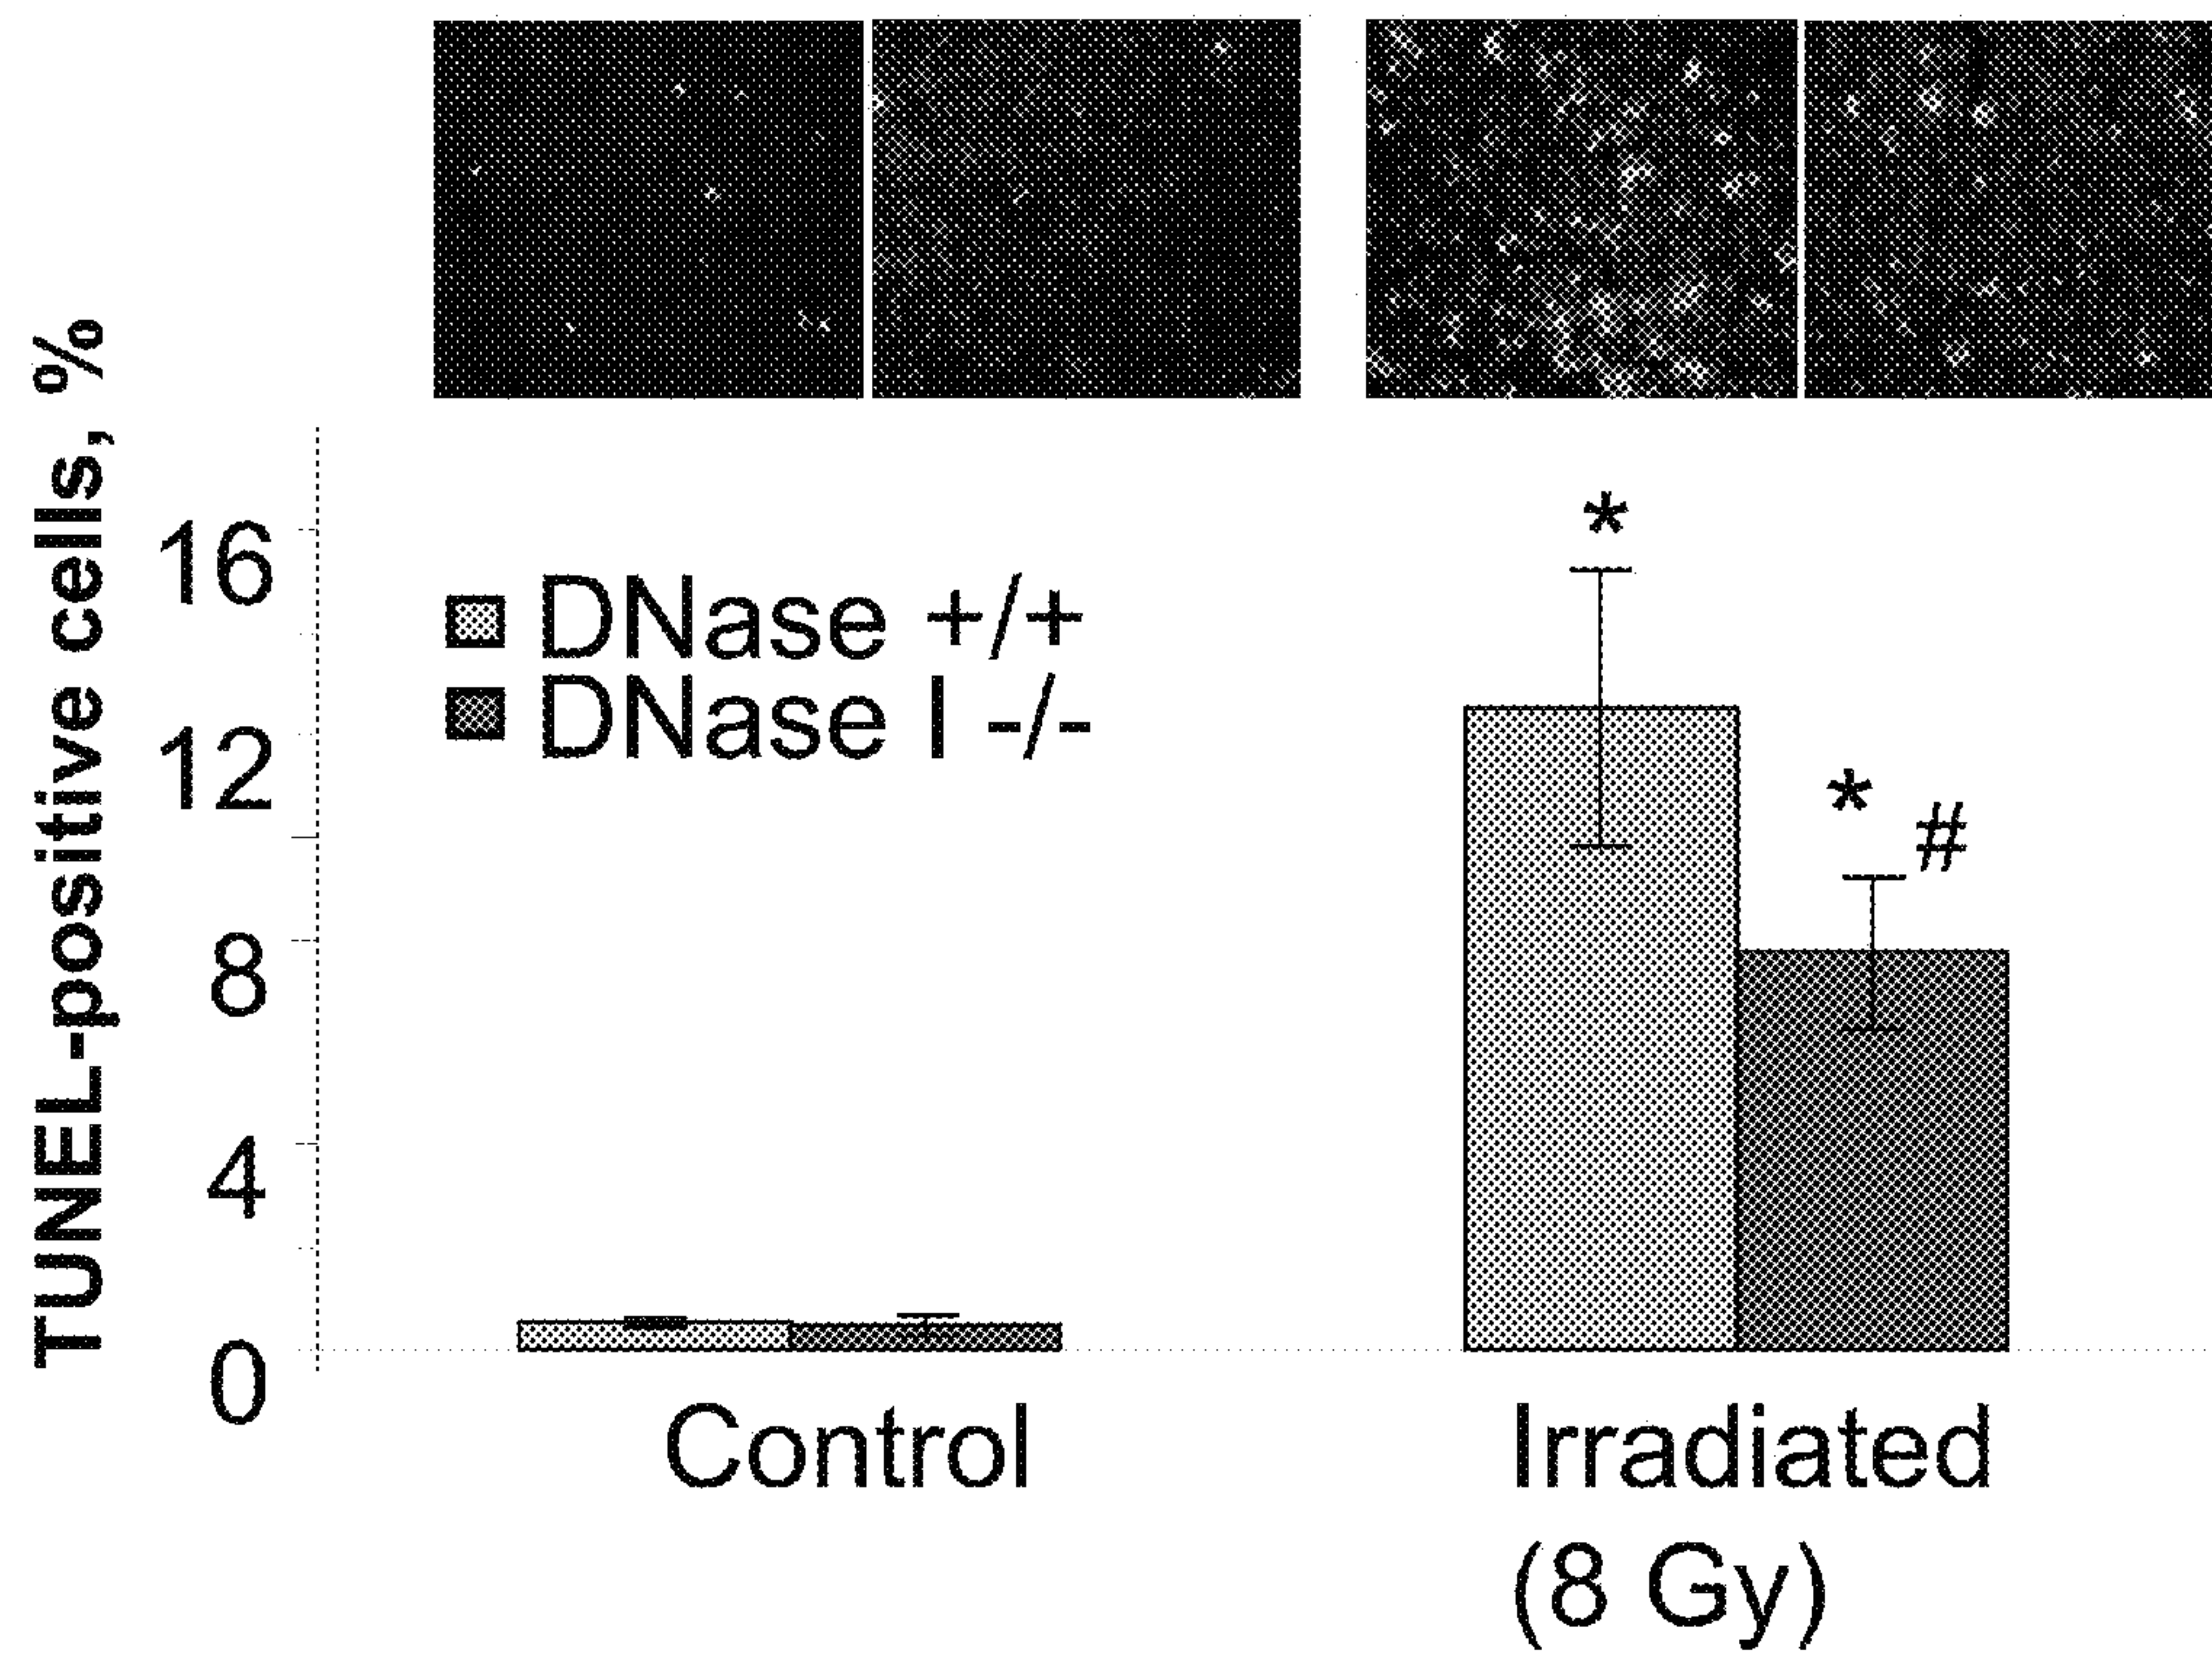 TUNEL-positive cells, %
16
12
8
4
0
DNase +/+
DNase I -/-
*
*
#
Control
Irradiated
(8 Gy)